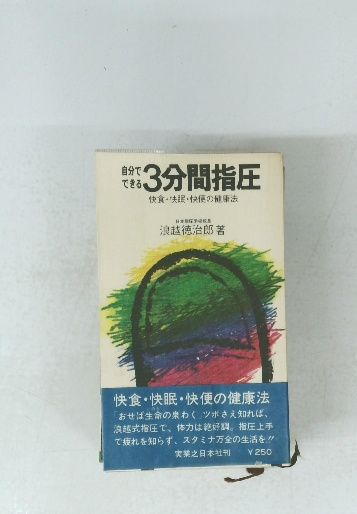 自分で
できる
3分間指圧
快食・快眠・快便の健康法
浪越徳治郎著
快食・快眠・快便の健康法
「おせば生命の泉わく」ツボさえ知れば、
浪越式指圧で、体力は絶好調。指圧上手
で疲れを知らず、スタミナ万全の生活を!!
実業之日本社刊 ¥250